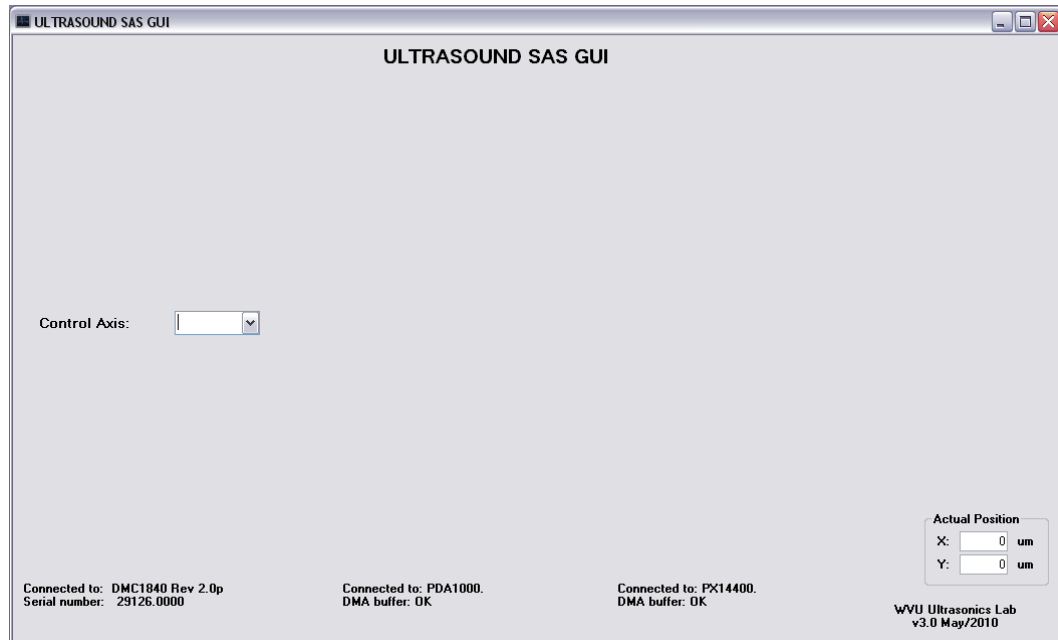 ULTRASOUND SAS GUI
ULTRASOUND SAS GUI
Control Axis:
Actual Position
X: 0 um
Y: 0 um
Connected to: DMC1840 Rev 2.0p
Serial number: 29126.0000
Connected to: PDA1000.
DMA buffer: OK
Connected to: PX14400.
DMA buffer: OK
WVU Ultrasonics Lab
v3.0 May/2010